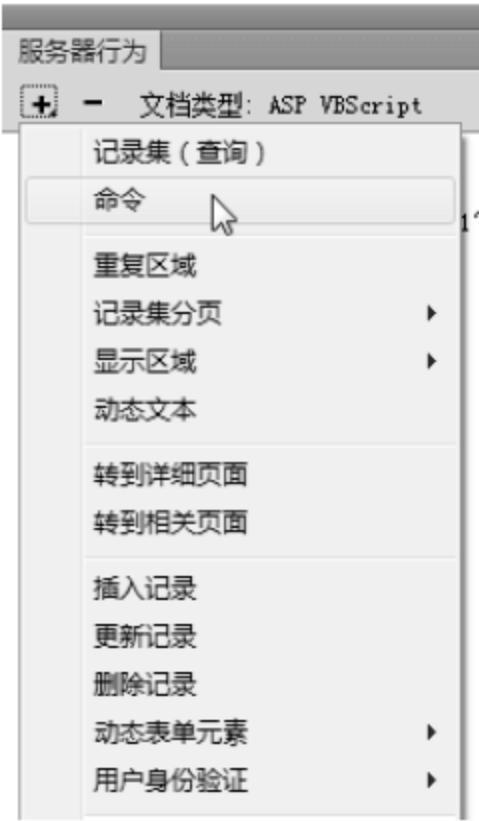 服务器行为
文档类型: ASP VBScript
记录集(查询)
命令
重复区域
记录集分页
显示区域
动态文本
转到详细页面
转到相关页面
插入记录
更新记录
删除记录
动态表单元素
用户身份验证